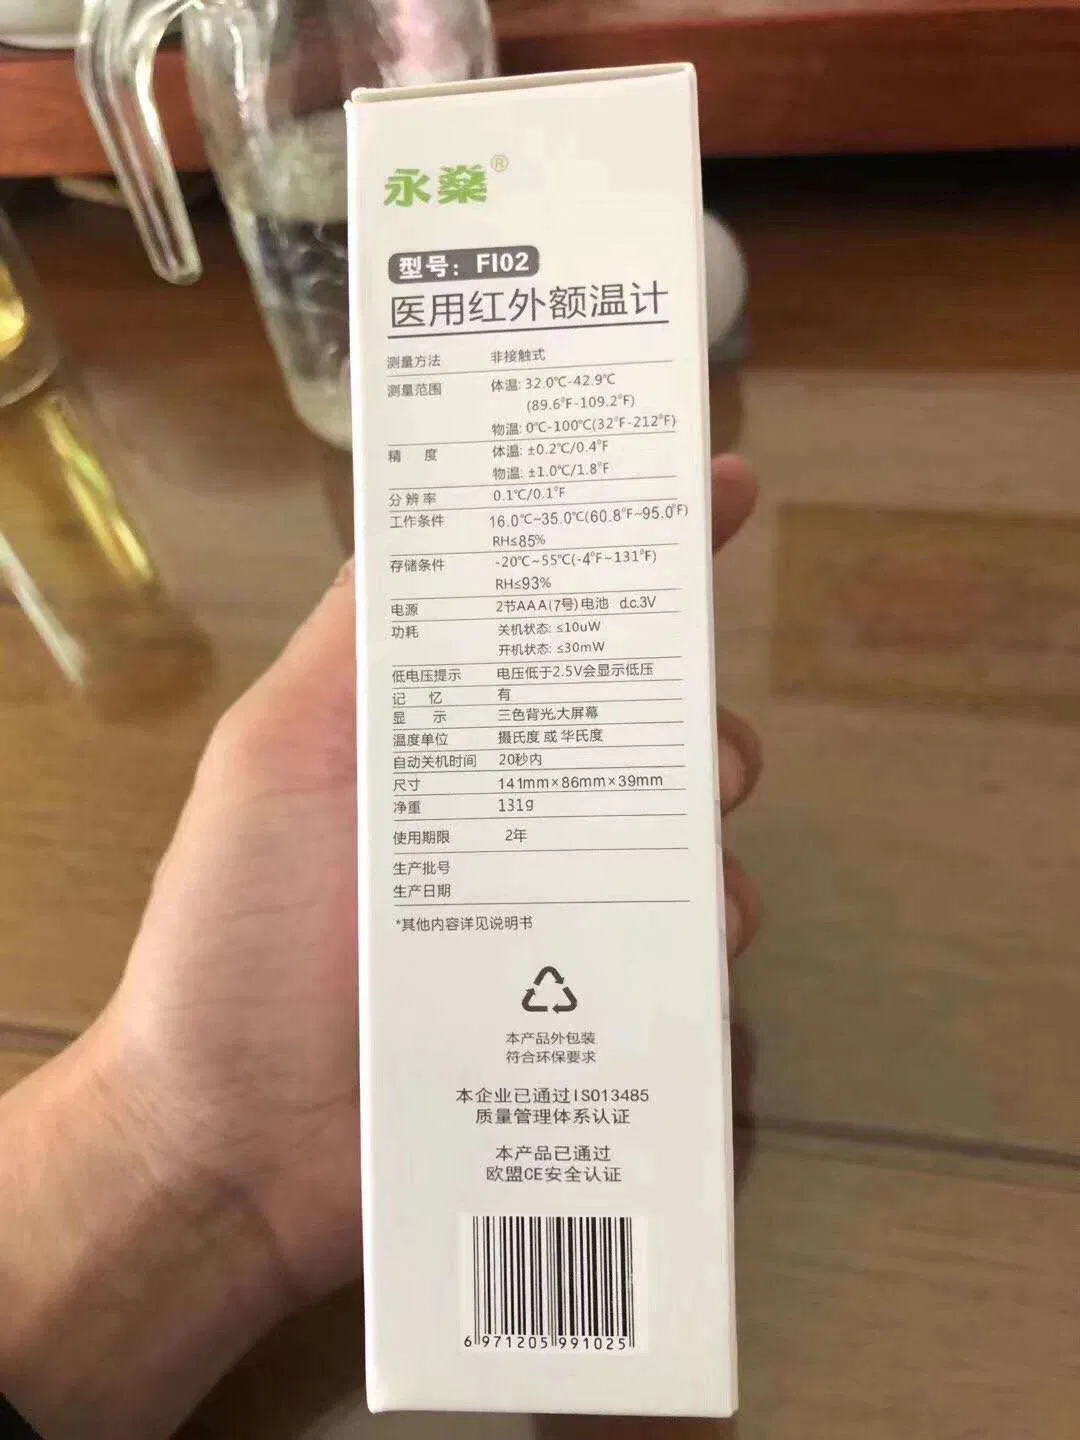 永燊®
型号：FI02
医用红外额温计
测量方法 非接触式
测量范围 体温: 32.0℃-42.9℃
(89.6°F-109.2°F)
物温: 0℃-100℃(32°F-212°F)
精 度 体温: ±0.2℃/0.4°F
物温: ±1.0℃/1.8°F
分辨率 0.1℃/0.1°F
工作条件 16.0℃~35.0℃(60.8°F~95.0°F)
RH≤85%
存储条件 -20℃~55℃(-4°F~131°F)
RH≤93%
电源 2节AAA(7号)电池 d.c.3V
功耗 关机状态: ≤10uW
开机状态: ≤30mW
低电压提示 电压低于2.5V会显示低压
记 忆 有
显 示 三色背光,大屏幕
温度单位 摄氏度 或 华氏度
自动关机时间 20秒内
尺寸 141mm×86mm×39mm
净重 131g
使用期限 2年
生产批号
生产日期
*其他内容详见说明书
本产品外包装
符合环保要求
本企业已通过ISO13485
质量管理体系认证
本产品已通过
欧盟CE安全认证
6 971205 991025